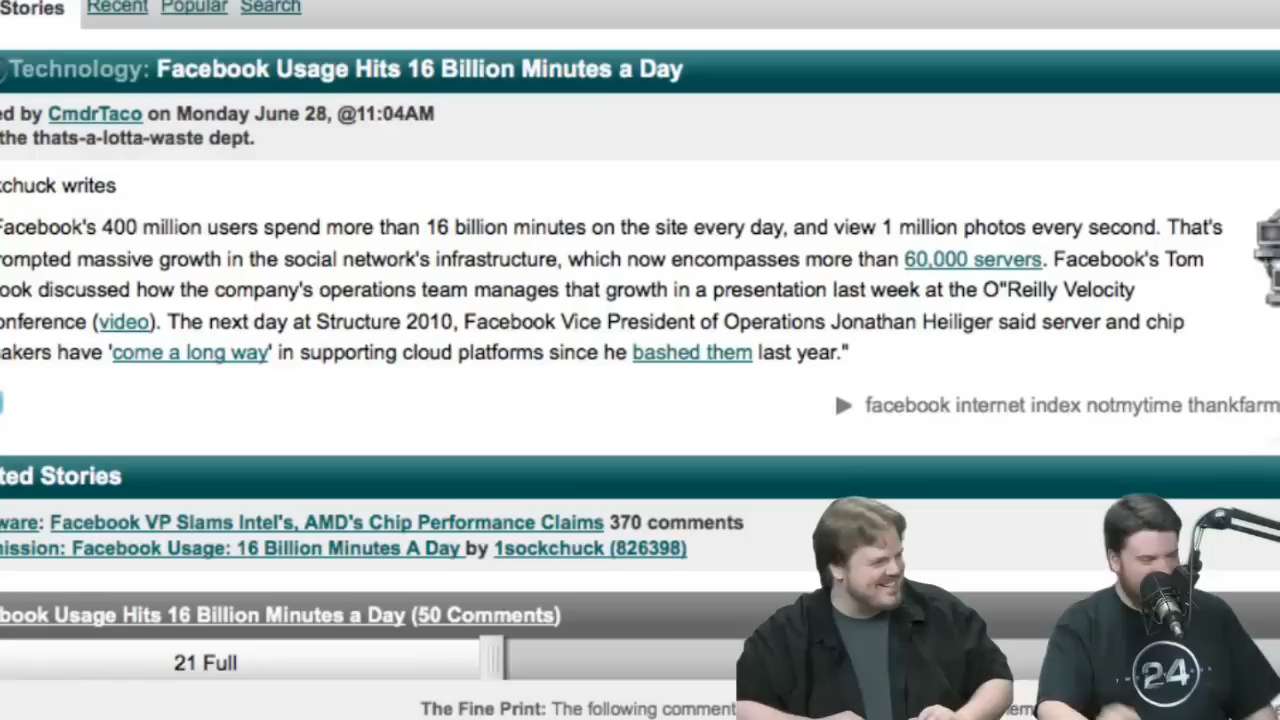 Stories Recent Popular Search
Technology: Facebook Usage Hits 16 Billion Minutes a Day
ed by CmdrTaco on Monday June 28, @11:04AM
the thats-a-lotta-waste dept.
kchuck writes
Facebook's 400 million users spend more than 16 billion minutes on the site every day, and view 1 million photos every second. That's
rompted massive growth in the social network's infrastructure, which now encompasses more than 60,000 servers. Facebook's Tom
ook discussed how the company's operations team manages that growth in a presentation last week at the O"Reilly Velocity
onference (video). The next day at Structure 2010, Facebook Vice President of Operations Jonathan Heiliger said server and chip
akers have 'come a long way' in supporting cloud platforms since he bashed them last year."
facebook internet index notmytime thankfarm
ted Stories
ware: Facebook VP Slams Intel's, AMD's Chip Performance Claims 370 comments
mission: Facebook Usage: 16 Billion Minutes A Day by 1sockchuck (826398)
book Usage Hits 16 Billion Minutes a Day (50 Comments)
21 Full
24
The Fine Print: The following comment